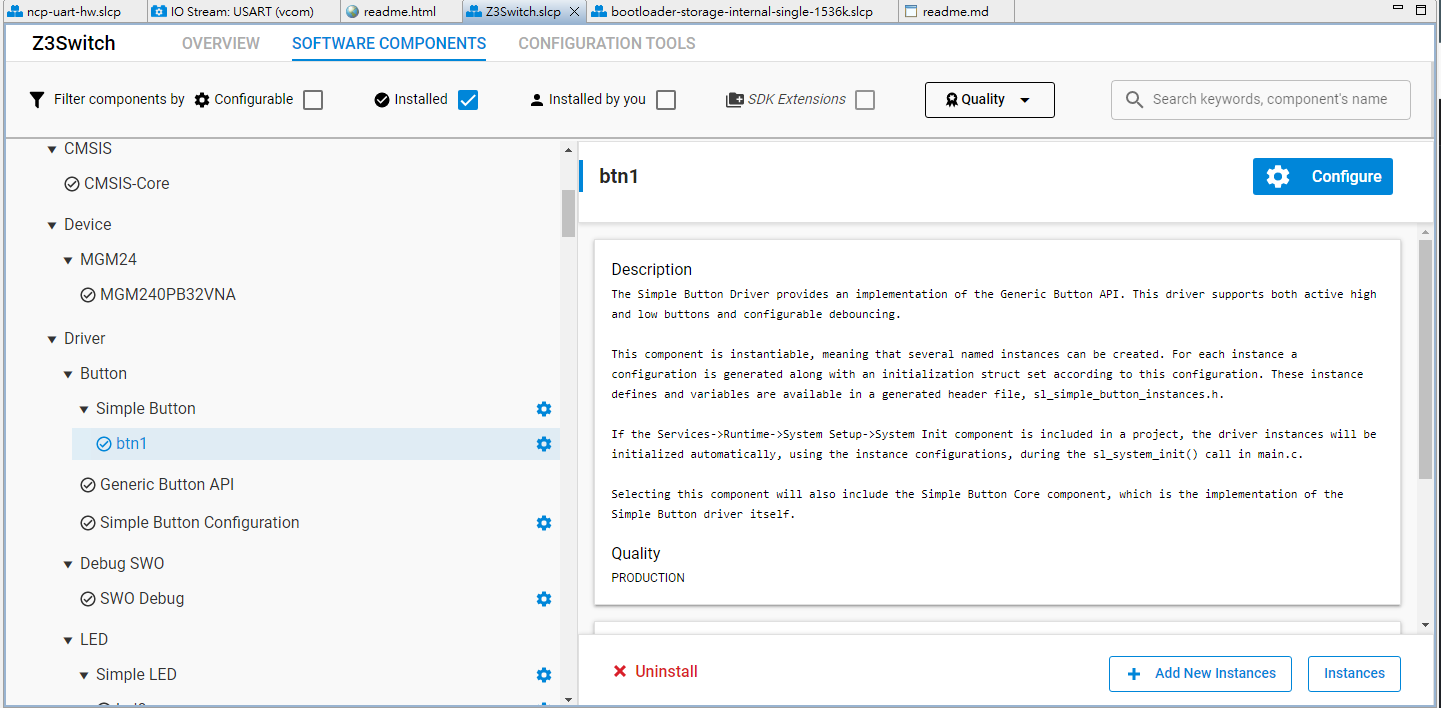 ncp-uart-hw.slcp
IO Stream: USART (vcom)
readme.html
Z3Switch.slcp
bootloader-storage-internal-single-1536k.slcp
readme.md
Z3Switch
OVERVIEW
SOFTWARE COMPONENTS
CONFIGURATION TOOLS
Filter components by
Configurable
Installed
Installed by you
SDK Extensions
Quality
Search keywords, component's name
CMSIS
CMSIS-Core
Device
MGM24
MGM240PB32VNA
Driver
Button
Simple Button
btn1
Generic Button API
Simple Button Configuration
Debug SWO
SWO Debug
LED
Simple LED
btn1
Configure
Description
The Simple Button Driver provides an implementation of the Generic Button API. This driver supports both active high
and low buttons and configurable debouncing.
This component is instantiable, meaning that several named instances can be created. For each instance a
configuration is generated along with an initialization struct set according to this configuration. These instance
defines and variables are available in a generated header file, sl_simple_button_instances.h.
If the Services->Runtime->System Setup->System Init component is included in a project, the driver instances will be
initialized automatically, using the instance configurations, during the sl_system_init() call in main.c.
Selecting this component will also include the Simple Button Core component, which is the implementation of the
Simple Button driver itself.
Quality
PRODUCTION
Uninstall
Add New Instances
Instances